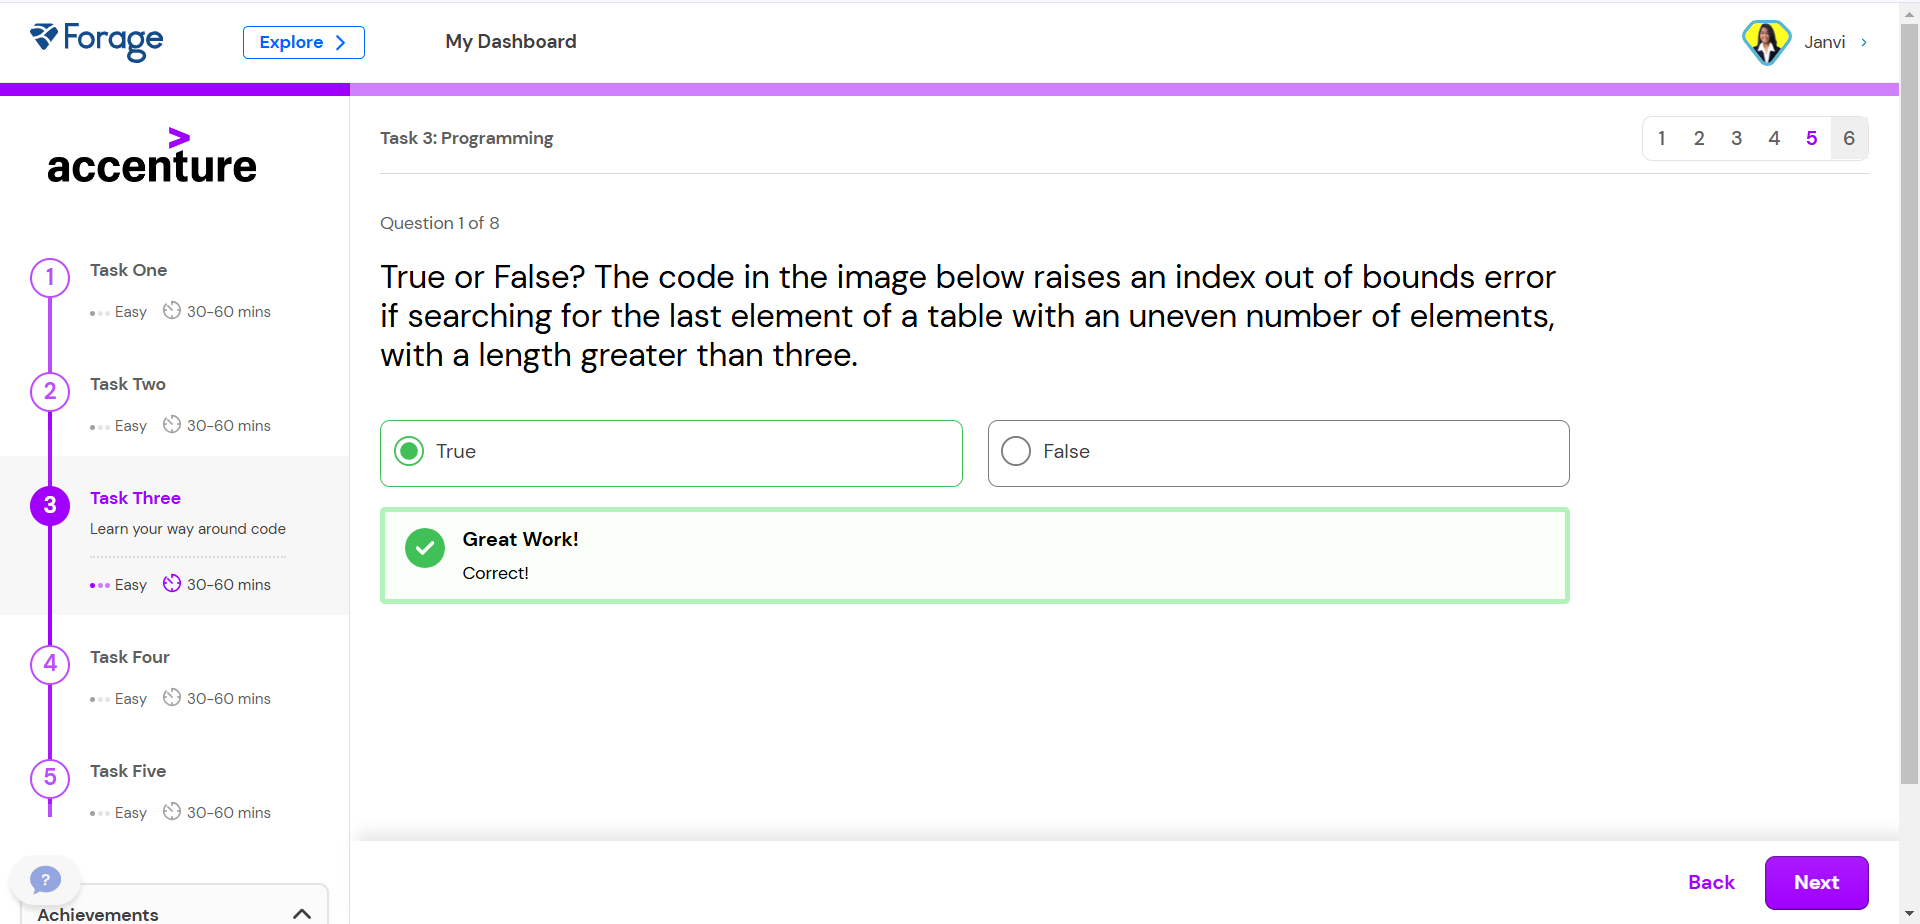 Forage
Explore
My Dashboard
Janvi
accenture
Task 3: Programming
1 2 3 4 5 6
Question 1 of 8
True or False? The code in the image below raises an index out of bounds error
if searching for the last element of a table with an uneven number of elements,
with a length greater than three.
True
False
Great Work!
Correct!
1
Task One
Easy 30-60 mins
2
Task Two
Easy 30-60 mins
3
Task Three
Learn your way around code
Easy 30-60 mins
4
Task Four
Easy 30-60 mins
5
Task Five
Easy 30-60 mins
?
Achievements
Back
Next